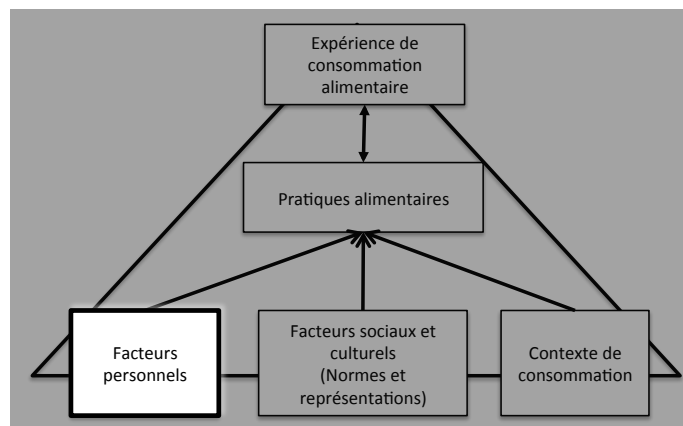 Expérience de
consommation
alimentaire
Pratiques alimentaires
Facteurs
personnels
Facteurs sociaux et
culturels
(Normes et
représentations)
Contexte de
consommation